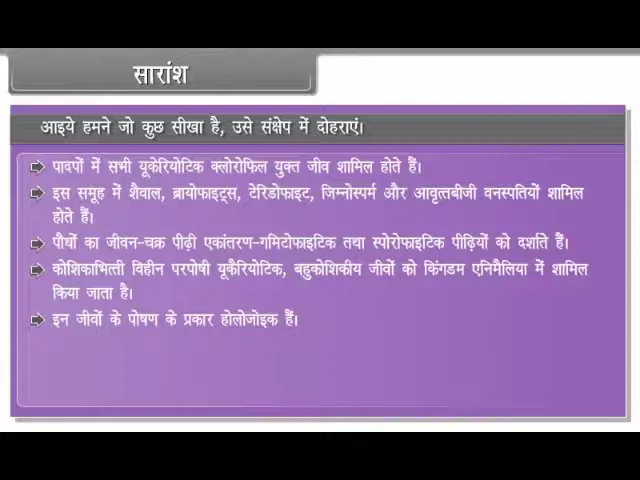 सारांश
आइये हमने जो कुछ सीखा है, उसे संक्षेप में दोहराएं।
पादपों में सभी यूकेरियोटिक क्लोरोफिल युक्त जीव शामिल होते हैं।
इस समूह में शैवाल, ब्रायोफाइट्स, टेरिडोफाइट, जिम्नोस्पर्म और आवृत्तबीजी वनस्पतियों शामिल
होते हैं।
पौधों का जीवन-चक्र पीढ़ी एकांतरण-गमिटोफाइटिक तथा स्पोरोफाइटिक पीढ़ियों को दर्शाते हैं।
कोशिकाभित्ती विहीन परपोषी यूकैरियोटिक, बहुकोशिकीय जीवों को किंगडम एनिमैलिया में शामिल
किया जाता है।
इन जीवों के पोषण के प्रकार होलोजोइक हैं।